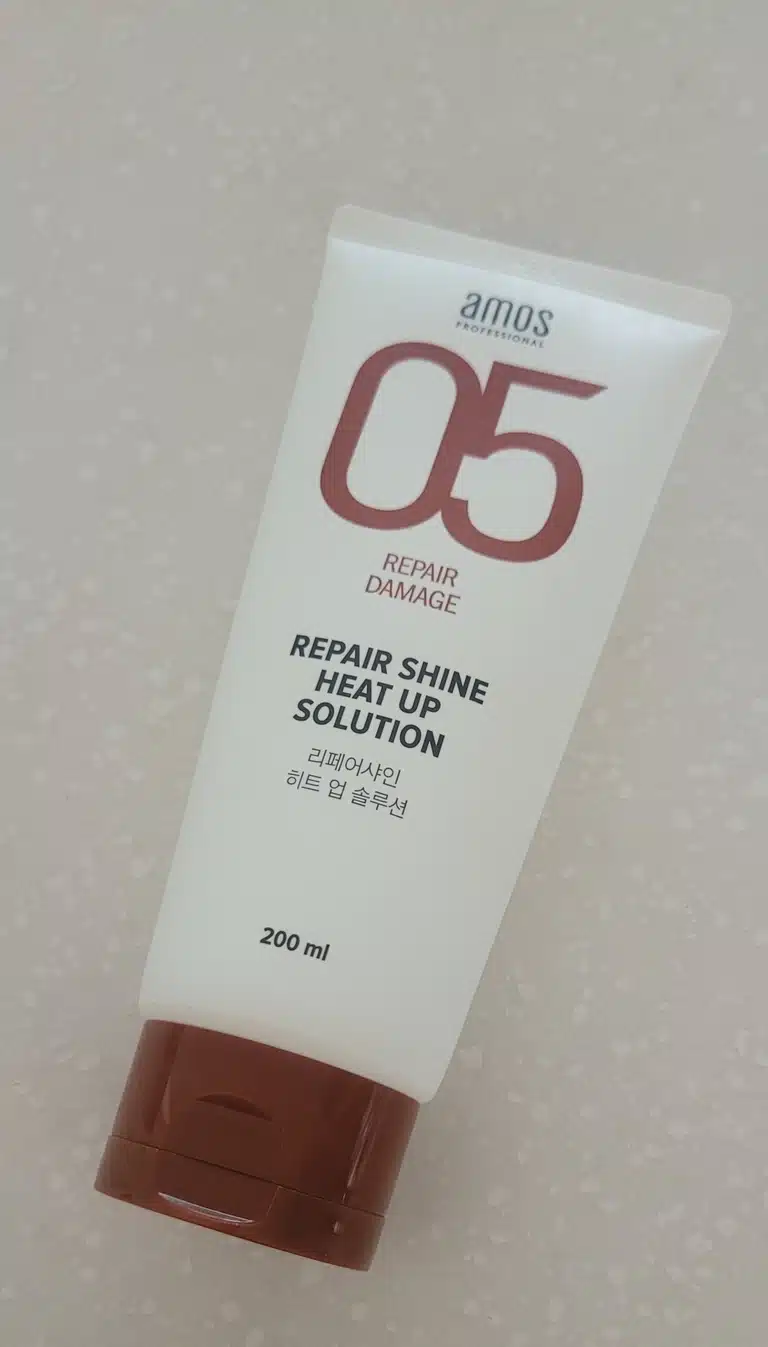 amos
PROFESSIONAL
05
REPAIR
DAMAGE
REPAIR SHINE
HEAT UP
SOLUTION
리페어샤인
히트 업 솔루션
200 ml